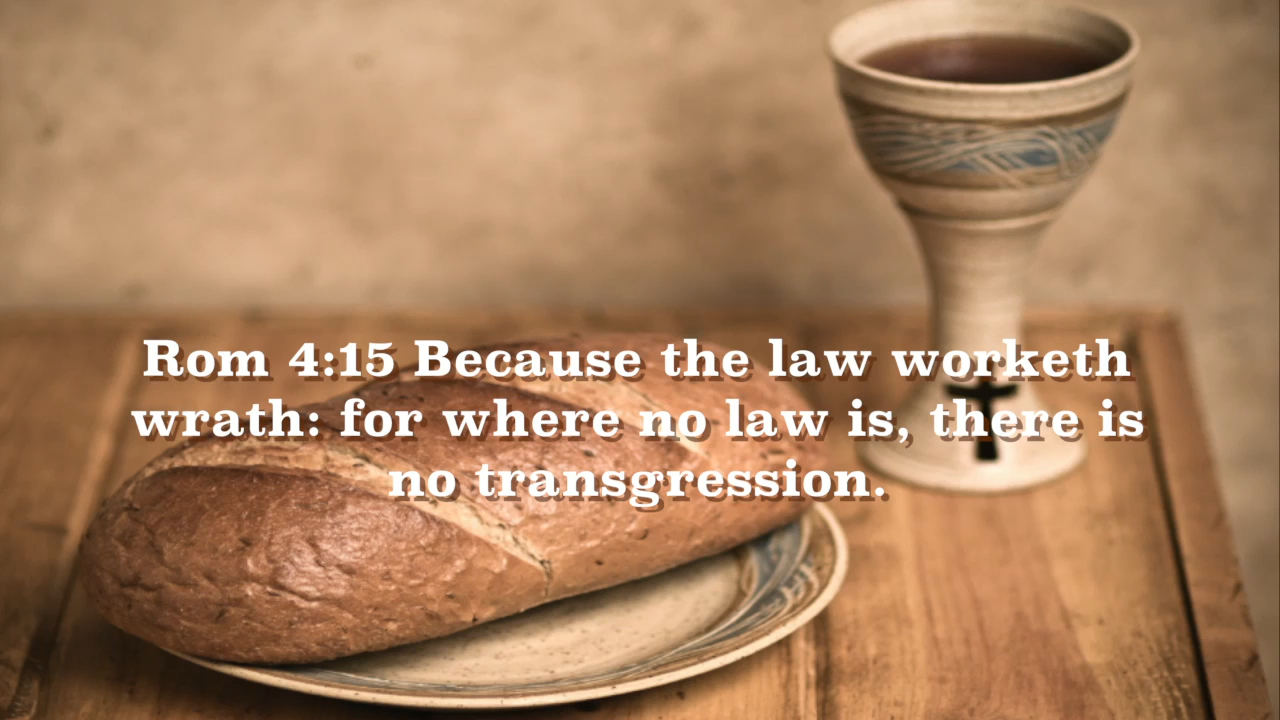 Rom 4:15 Because the law worketh
wrath: for where no law is, there is
no transgression.